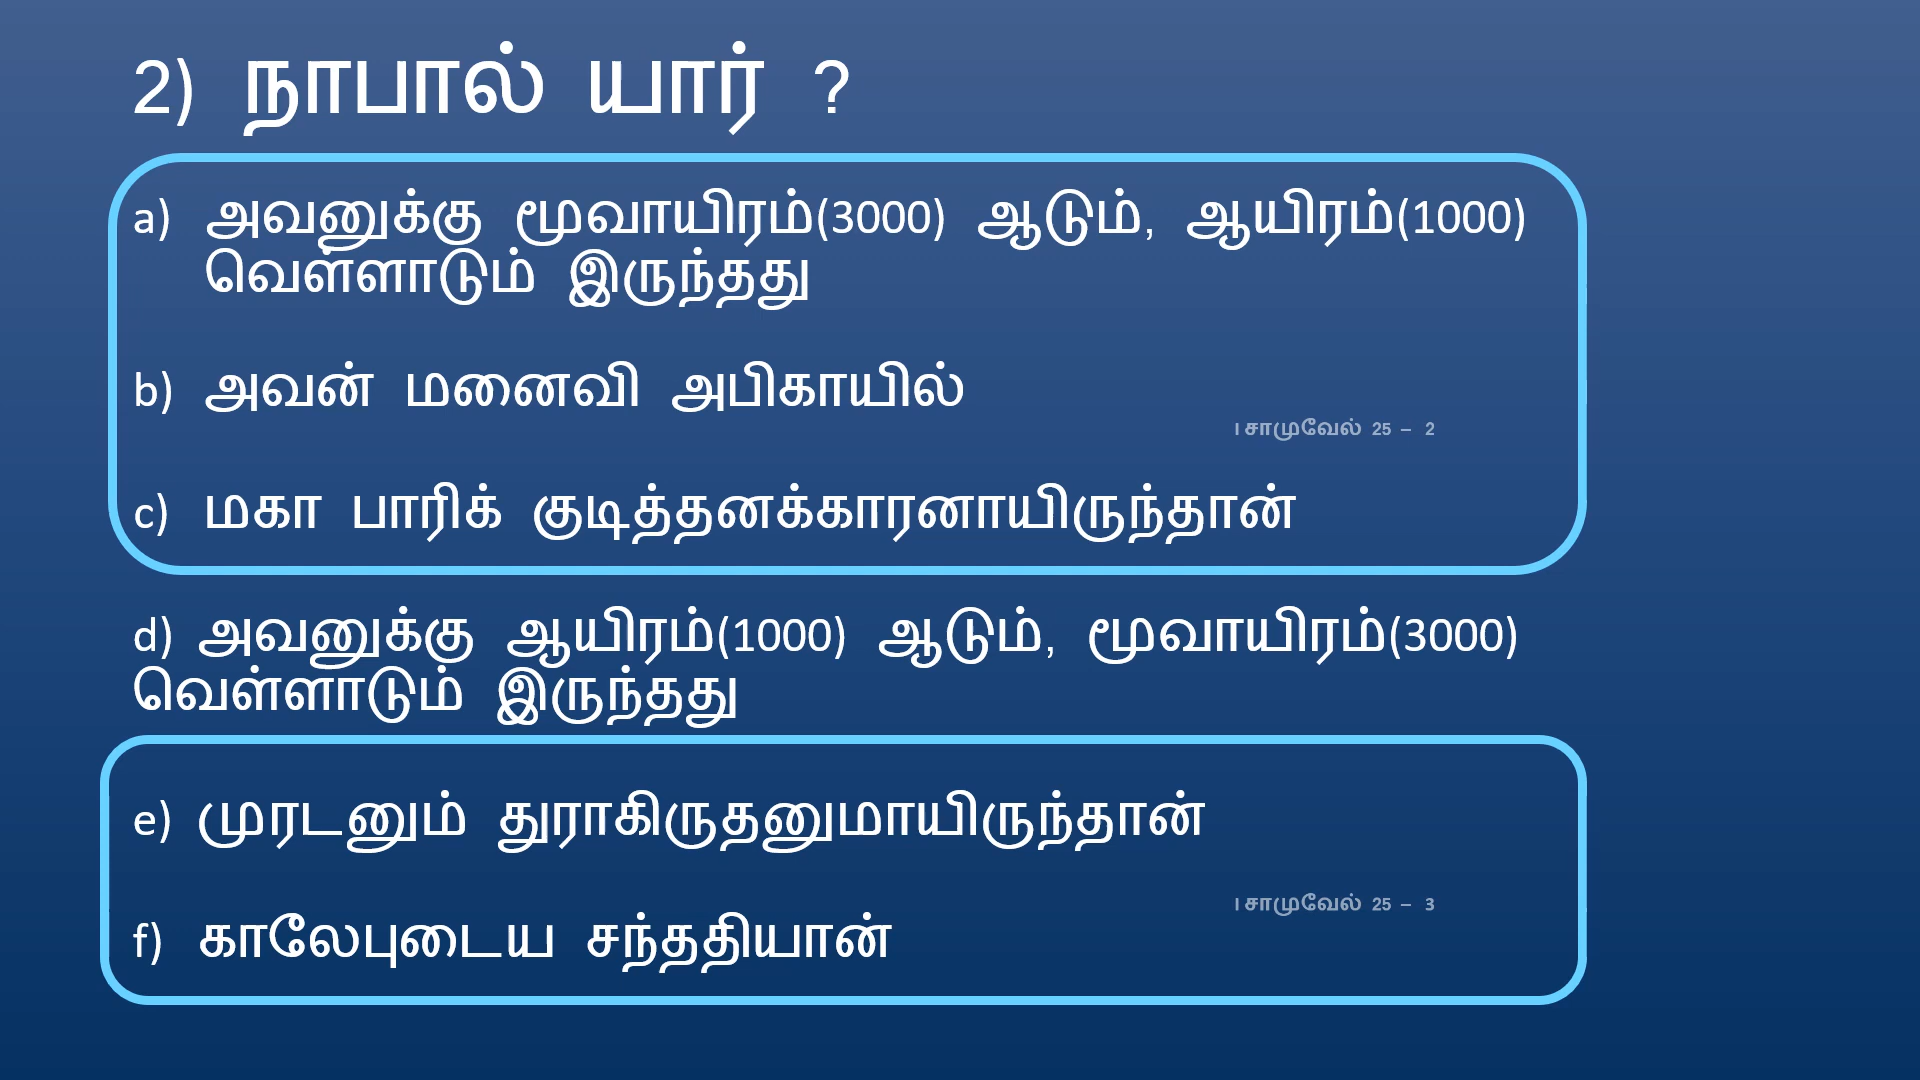 2) நாபால் யார் ?
a) அவனுக்கு மூவாயிரம்(3000) ஆடும், ஆயிரம்(1000)
வெள்ளாடும் இருந்தது
b) அவன் மனைவி அபிகாயில்
I சாமுவேல் 25 – 2
c) மகா பாரிக் குடித்தனக்காரனாயிருந்தான்
d) அவனுக்கு ஆயிரம்(1000) ஆடும், மூவாயிரம்(3000)
வெள்ளாடும் இருந்தது
e) முரடனும் துராகிருதனுமாயிருந்தான்
I சாமுவேல் 25 – 3
f) காலேபுடைய சந்ததியான்